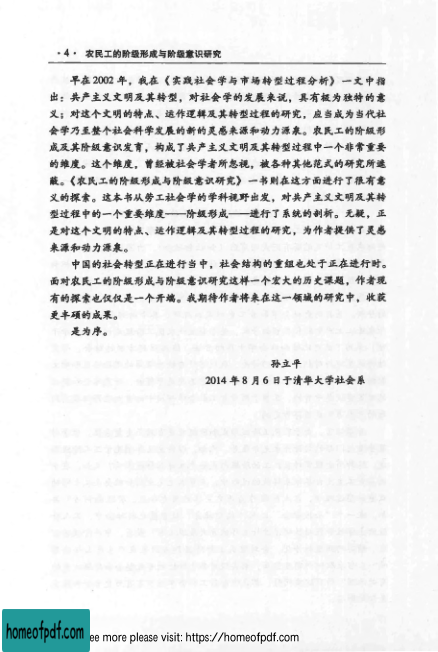 ·4· 农民工的阶级形成与阶级意识研究
早在2002年，我在《实践社会学与市场转型过程分析》一文中指
出：共产主义文明及其转型，对社会学的发展来说，具有极为独特的意
义；对这个文明的特点、运作逻辑及其转型过程的研究，应当成为当代社
会学乃至整个社会科学发展的新的灵感来源和动力源泉。农民工的阶级形
成及其阶级意识发育，构成了共产主义文明及其转型过程中一个非常重要
的维度。这个维度，曾经被社会学者所忽视，被各种其他范式的研究所遮
蔽。《农民工的阶级形成与阶级意识研究》一书则在这方面进行了很有意
义的探索。这本书从劳工社会学的学科视野出发，对共产主义文明及其转
型过程中的一个重要维度——阶级形成——进行了系统的剖析。无疑，正
是对这个文明的特点、运作逻辑及其转型过程的研究，为作者提供了灵感
来源和动力源泉。
中国的社会转型正在进行当中，社会结构的重组也处于正在进行时。
面对农民工的阶级形成与阶级意识研究这样一个宏大的历史课题，作者现
有的探索也仅仅是一个开端。我期待作者将来在这一领域的研究中，收获
更丰硕的成果。
是为序。
孙立平
2014年8月6日于清华大学社会系
homeofpdf.com
ee more please visit: https://homeofpdf.com